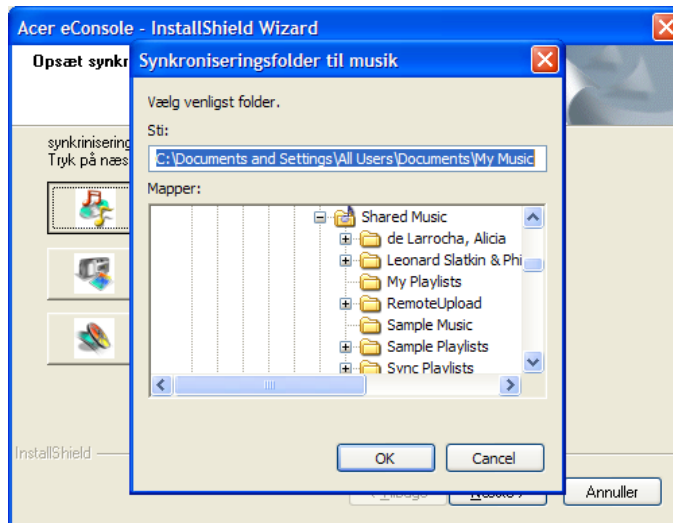 Acer eConsole - InstallShield Wizard
Opsæt synkr
Synkroniseringsfolder til musik
Vælg venligst folder.
Sti:
C:\Documents and Settings\All Users\Documents\My Music
synkrinisering
Tryk på næs
Mapper:
Shared Music
de Larrocha, Alicia
Leonard Slatkin & Phi
My Playlists
RemoteUpload
Sample Music
Sample Playlists
Sync Playlists
InstallShield
OK
Cancel
Annuller